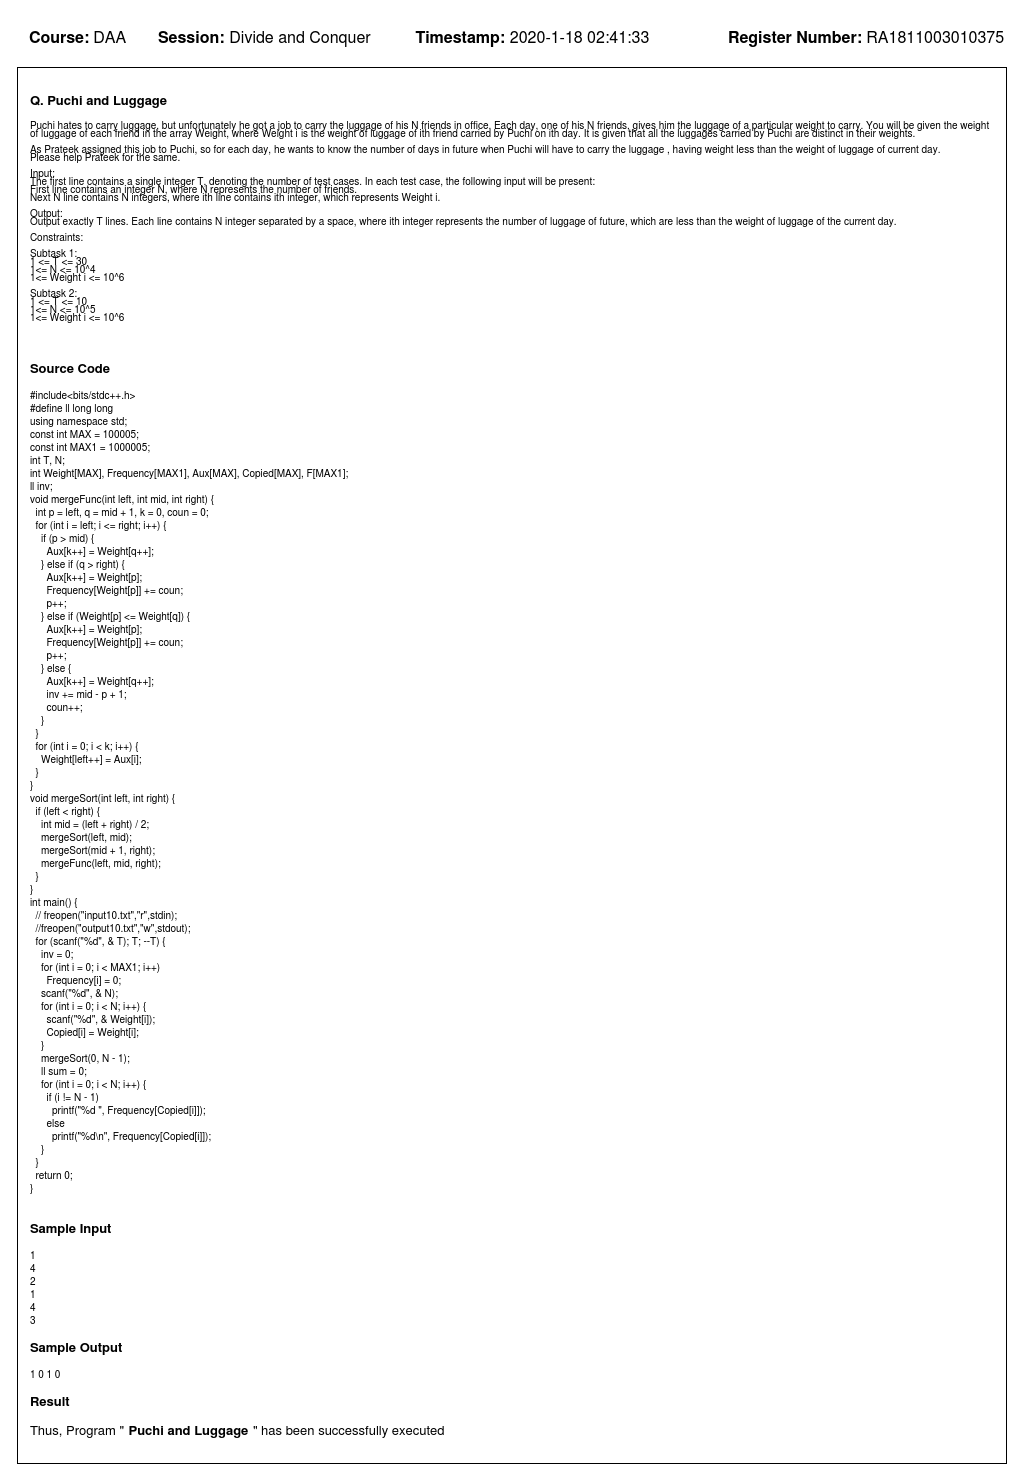 Course: DAA Session: Divide and Conquer Timestamp: 2020-1-18 02:41:33 Register Number: RA1811003010375
Q. Puchi and Luggage
Puchi hates to carry luggage, but unfortunately he got a job to carry the luggage of his N friends in office. Each day, one of his N friends, gives him the luggage of a particular weight to carry. You will be given the weight
of luggage of each friend in the array Weight, where Weight i is the weight of luggage of ith friend carried by Puchi on ith day. It is given that all the luggages carried by Puchi are distinct in their weights.
As Prateek assigned this job to Puchi, so for each day, he wants to know the number of days in future when Puchi will have to carry the luggage , having weight less than the weight of luggage of current day.
Please help Prateek for the same.
Input:
The first line contains a single integer T, denoting the number of test cases. In each test case, the following input will be present:
First line contains an integer N, where N represents the number of friends.
Next N line contains N integers, where ith line contains ith integer, which represents Weight i.
Output:
Output exactly T lines. Each line contains N integer separated by a space, where ith integer represents the number of luggage of future, which are less than the weight of luggage of the current day.
Constraints:
Subtask 1:
1 <= T <= 30
1<= N <= 10^4
1<= Weight i <= 10^6
Subtask 2:
1 <= T <= 10
1<= N <= 10^5
1<= Weight i <= 10^6
Source Code
#include<bits/stdc++.h>
#define ll long long
using namespace std;
const int MAX = 100005;
const int MAX1 = 1000005;
int T, N;
int Weight[MAX], Frequency[MAX1], Aux[MAX], Copied[MAX], F[MAX1];
ll inv;
void mergeFunc(int left, int mid, int right) {
int p = left, q = mid + 1, k = 0, coun = 0;
for (int i = left; i <= right; i++) {
if (p > mid) {
Aux[k++] = Weight[q++];
} else if (q > right) {
Aux[k++] = Weight[p];
Frequency[Weight[p]] += coun;
p++;
} else if (Weight[p] <= Weight[q]) {
Aux[k++] = Weight[p];
Frequency[Weight[p]] += coun;
p++;
} else {
Aux[k++] = Weight[q++];
inv += mid - p + 1;
coun++;
}
}
for (int i = 0; i < k; i++) {
Weight[left++] = Aux[i];
}
}
void mergeSort(int left, int right) {
if (left < right) {
int mid = (left + right) / 2;
mergeSort(left, mid);
mergeSort(mid + 1, right);
mergeFunc(left, mid, right);
}
}
int main() {
// freopen("input10.txt","r",stdin);
//freopen("output10.txt","w",stdout);
for (scanf("%d", & T); T; --T) {
inv = 0;
for (int i = 0; i < MAX1; i++)
Frequency[i] = 0;
scanf("%d", & N);
for (int i = 0; i < N; i++) {
scanf("%d", & Weight[i]);
Copied[i] = Weight[i];
}
mergeSort(0, N - 1);
ll sum = 0;
for (int i = 0; i < N; i++) {
if (i != N - 1)
printf("%d ", Frequency[Copied[i]]);
else
printf("%d\n", Frequency[Copied[i]]);
}
}
return 0;
}
Sample Input
1
4
2
1
4
3
Sample Output
1 0 1 0
Result
Thus, Program " Puchi and Luggage " has been successfully executed